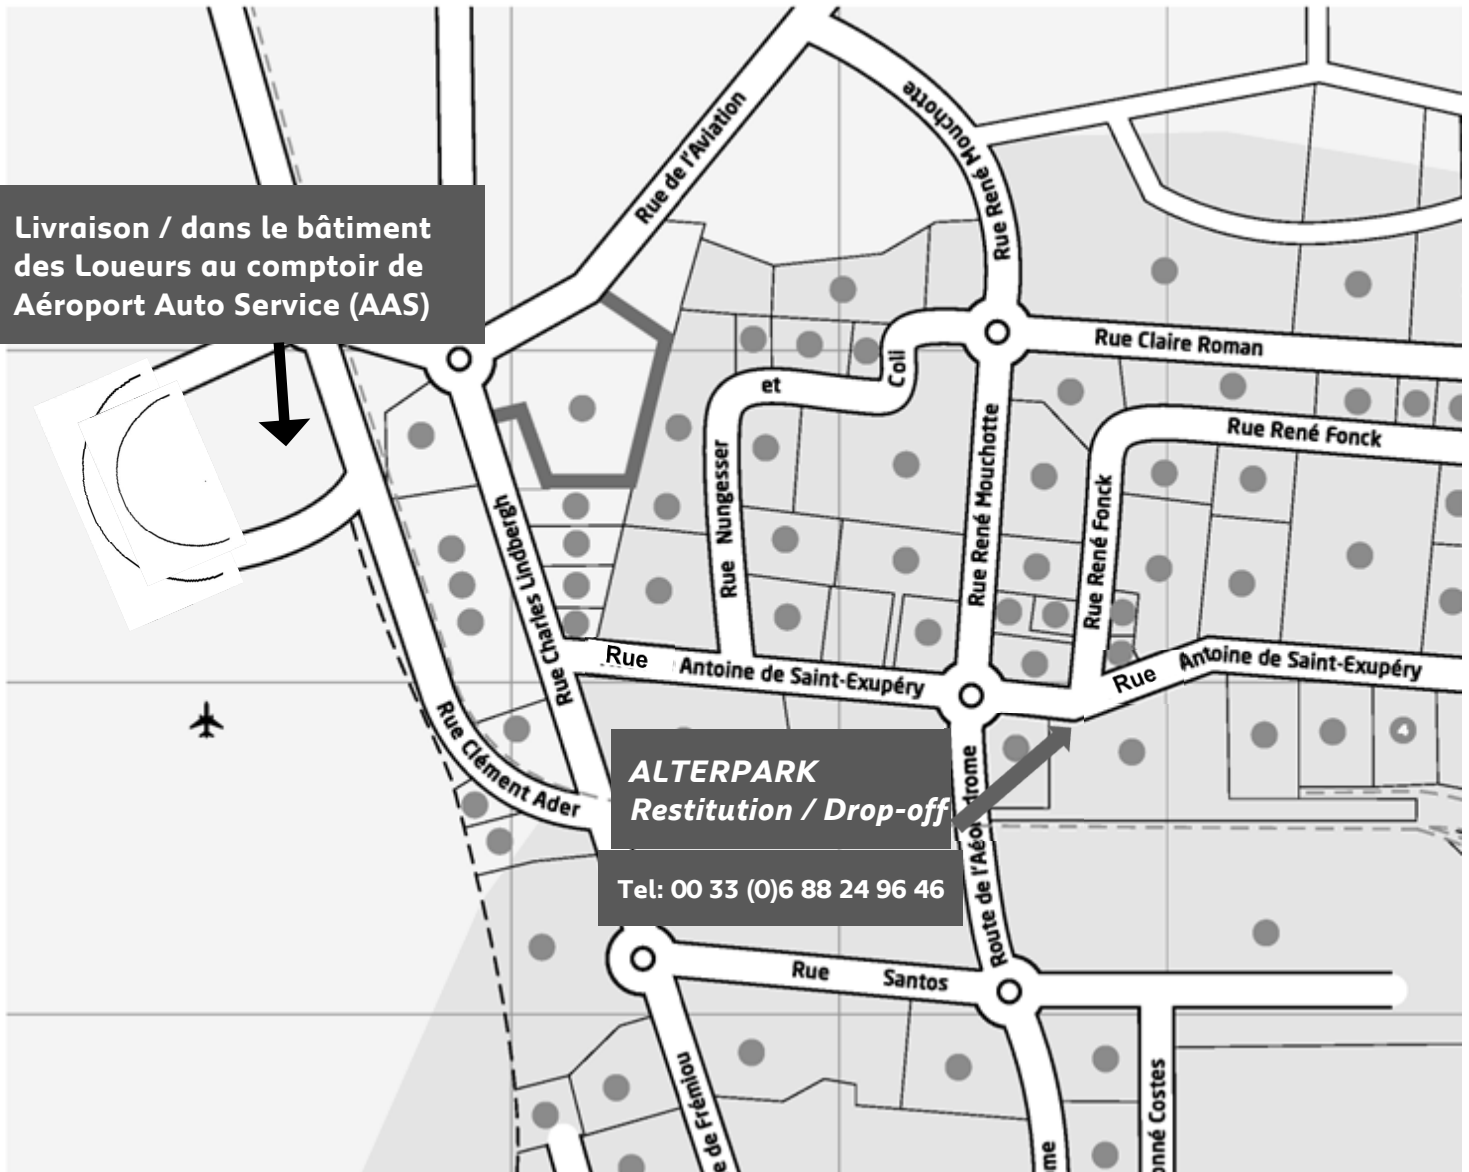 Rue de l'Aviation
Rue René Mouchotte
Livraison / dans le bâtiment
des Loueurs au comptoir de
Aéroport Auto Service (AAS)
Rue Claire Roman
et
Coli
Rue René Fonck
Rue Nungesser
Rue René Mouchotte
Rue René Fonck
Rue Charles Lindbergh
Rue Antoine de Saint-Exupéry
Rue Antoine de Saint-Exupéry
Rue Clément Ader
4
ALTERPARK
Restitution / Drop-off
Tel: 00 33 (0)6 88 24 96 46
Route de l'Aérodrome
Rue Santos
e de Frémiou
onné Costes
me